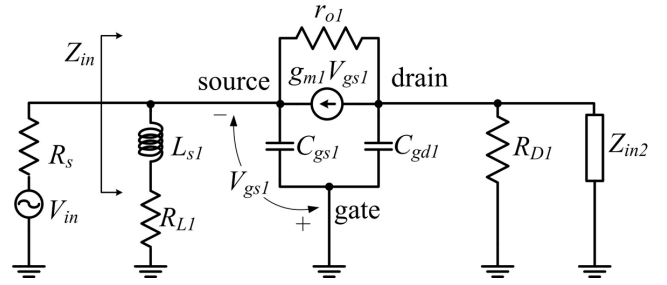 r_o1
Z_in
source
g_m1V_gs1
drain
R_s
L_s1
C_gs1
C_gd1
R_D1
Z_in2
−
V_gs1
V_in
R_L1
+
gate